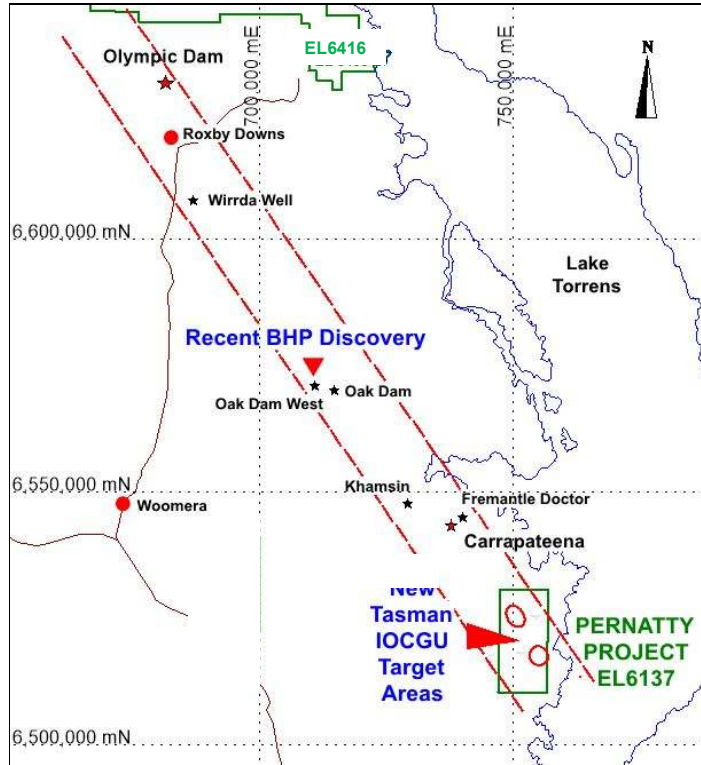 EL6416
Olympic Dam
700,000 mE
750,000 mE
N
Roxby Downs
Wirrda Well
6,600,000 mN
Lake
Torrens
Recent BHP Discovery
Oak Dam
Oak Dam West
6,550,000 mN
Khamsin
Fremantle Doctor
Woomera
Carrapateena
New
Tasman
IOCGU
Target
Areas
PERNATTY
PROJECT
EL6137
6,500,000 mN